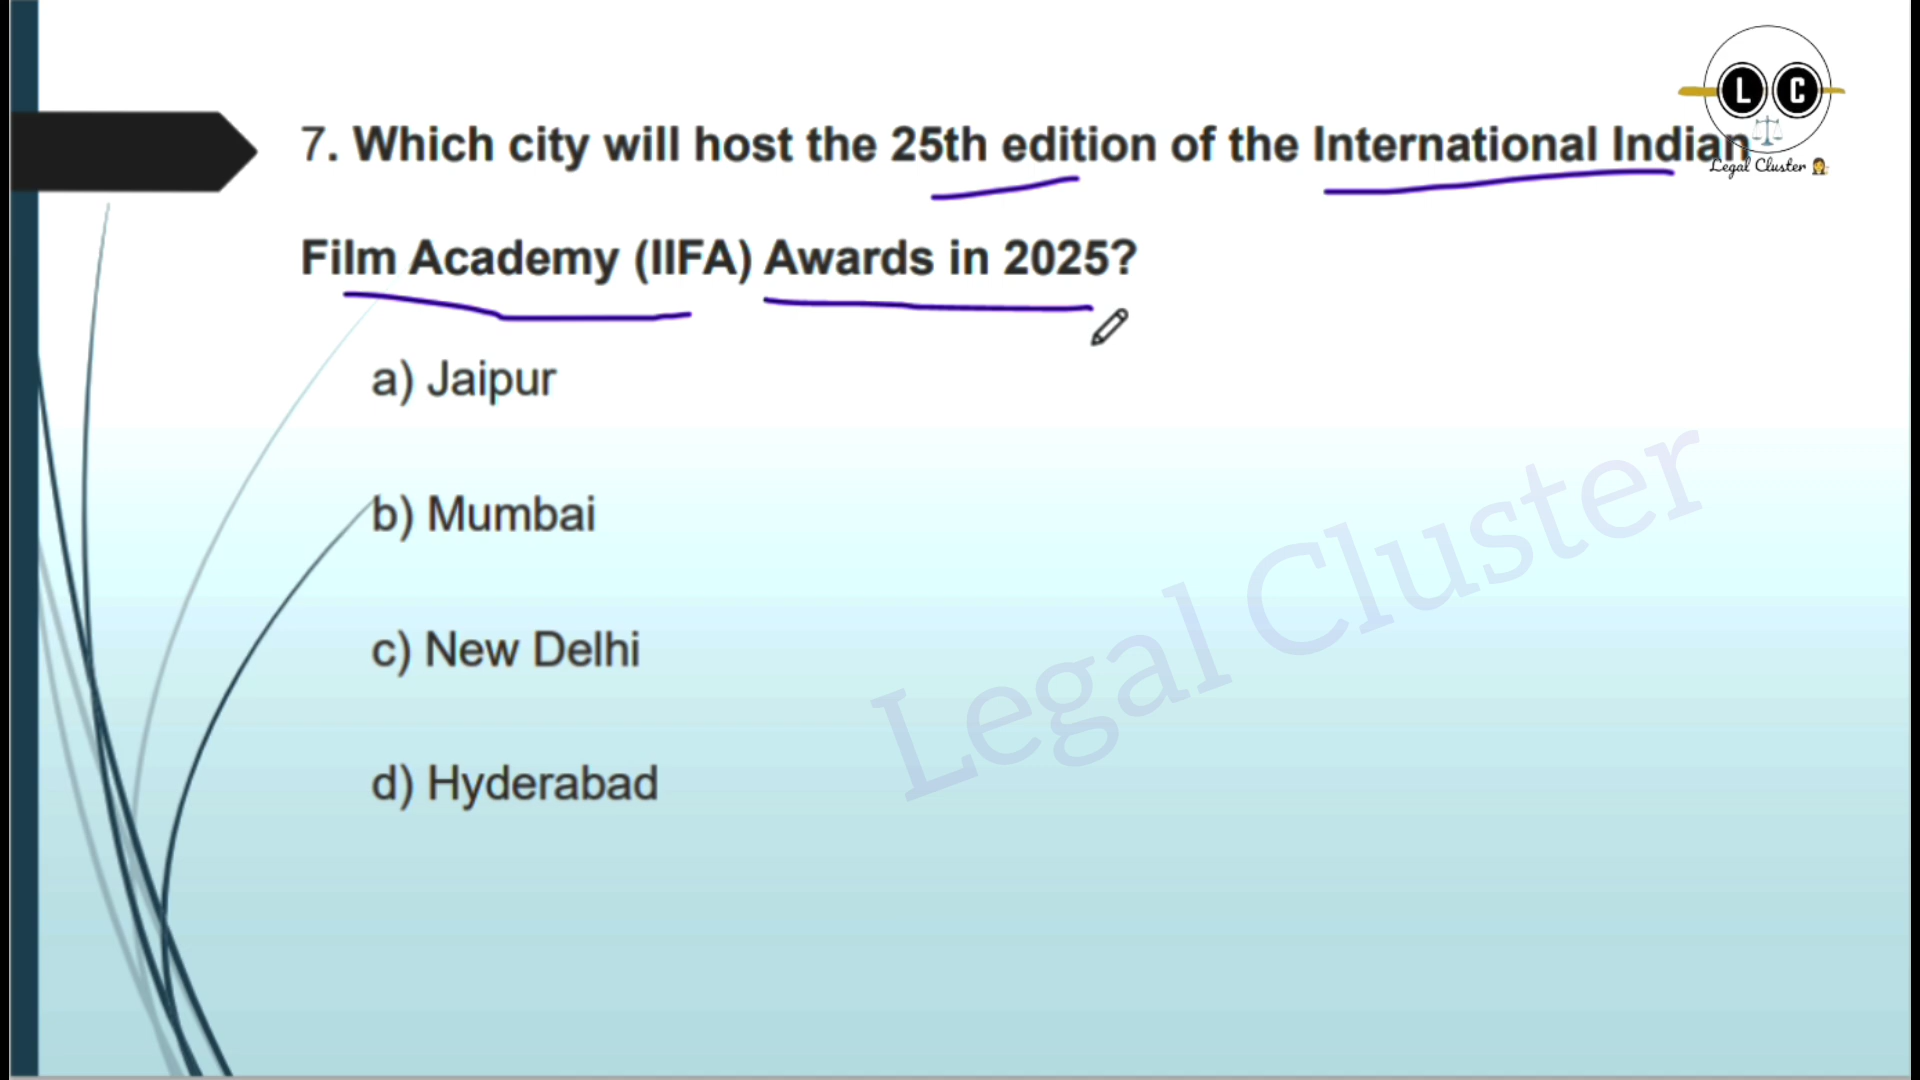 L C
Legal Cluster
7. Which city will host the 25th edition of the International Indian
Film Academy (IIFA) Awards in 2025?
a) Jaipur
b) Mumbai
c) New Delhi
d) Hyderabad
Legal Cluster